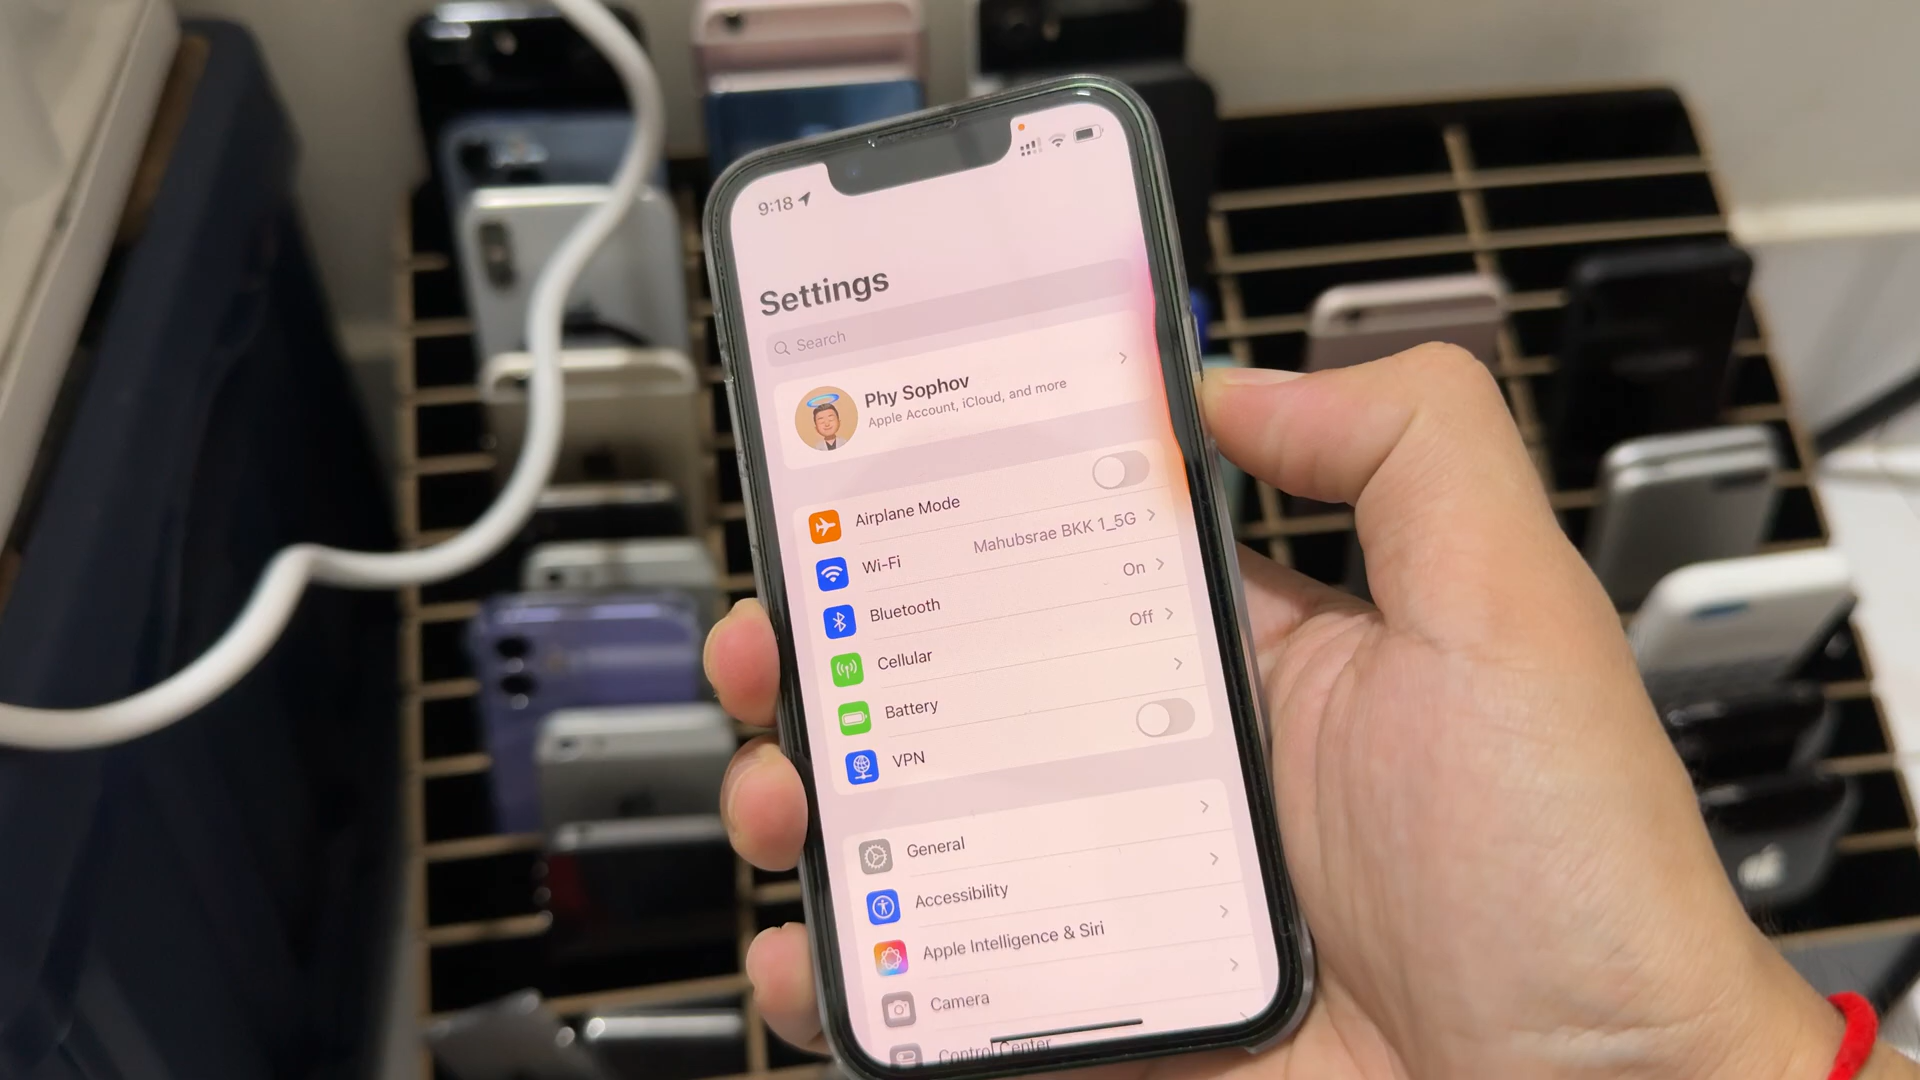 9:18
Settings
Search
Phy Sophov
Apple Account, iCloud, and more
Airplane Mode
Wi-Fi Mahubsrae BKK 1_5G
Bluetooth On
Cellular Off
Battery
VPN
General
Accessibility
Apple Intelligence & Siri
Camera
Control Center